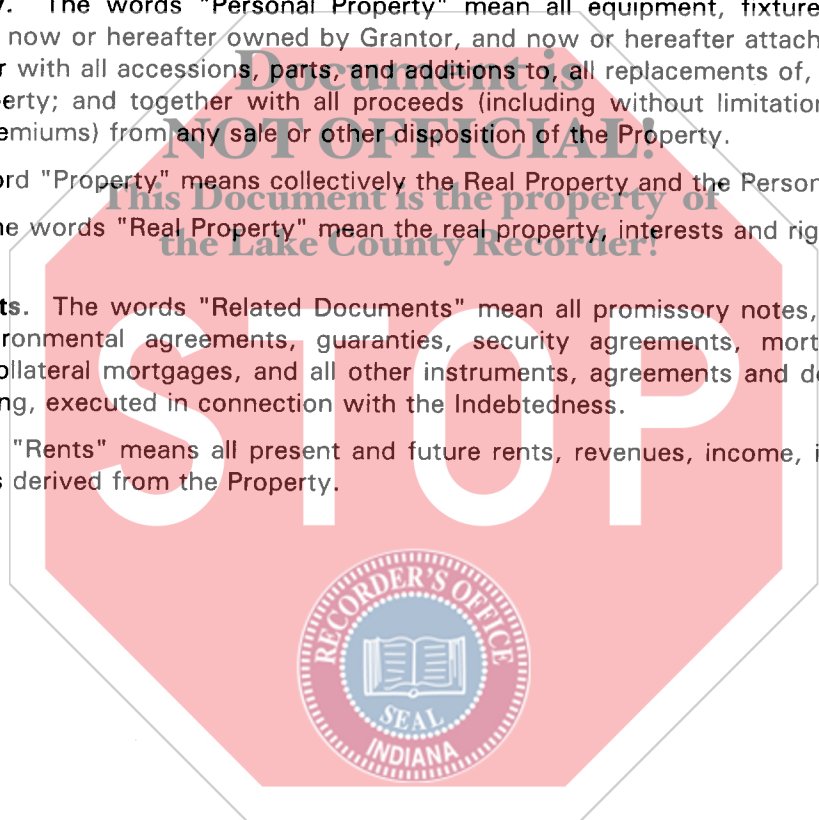 y. The words "Personal Property" mean all equipment, fixture
now or hereafter owned by Grantor, and now or hereafter attach
r with all accessions, parts, and additions to, all replacements of,
erty; and together with all proceeds (including without limitation
emiums) from any sale or other disposition of the Property.
ord "Property" means collectively the Real Property and the Person
he words "Real Property" mean the real property, interests and rig
ts. The words "Related Documents" mean all promissory notes,
ronmental agreements, guaranties, security agreements, mort
ollateral mortgages, and all other instruments, agreements and d
ng, executed in connection with the Indebtedness.
"Rents" means all present and future rents, revenues, income, i
s derived from the Property.
Document is
NOT OFFICIAL!
This Document is the property of
the Lake County Recorder!
STOP
RECORDER'S OFFICE
SEAL
INDIANA